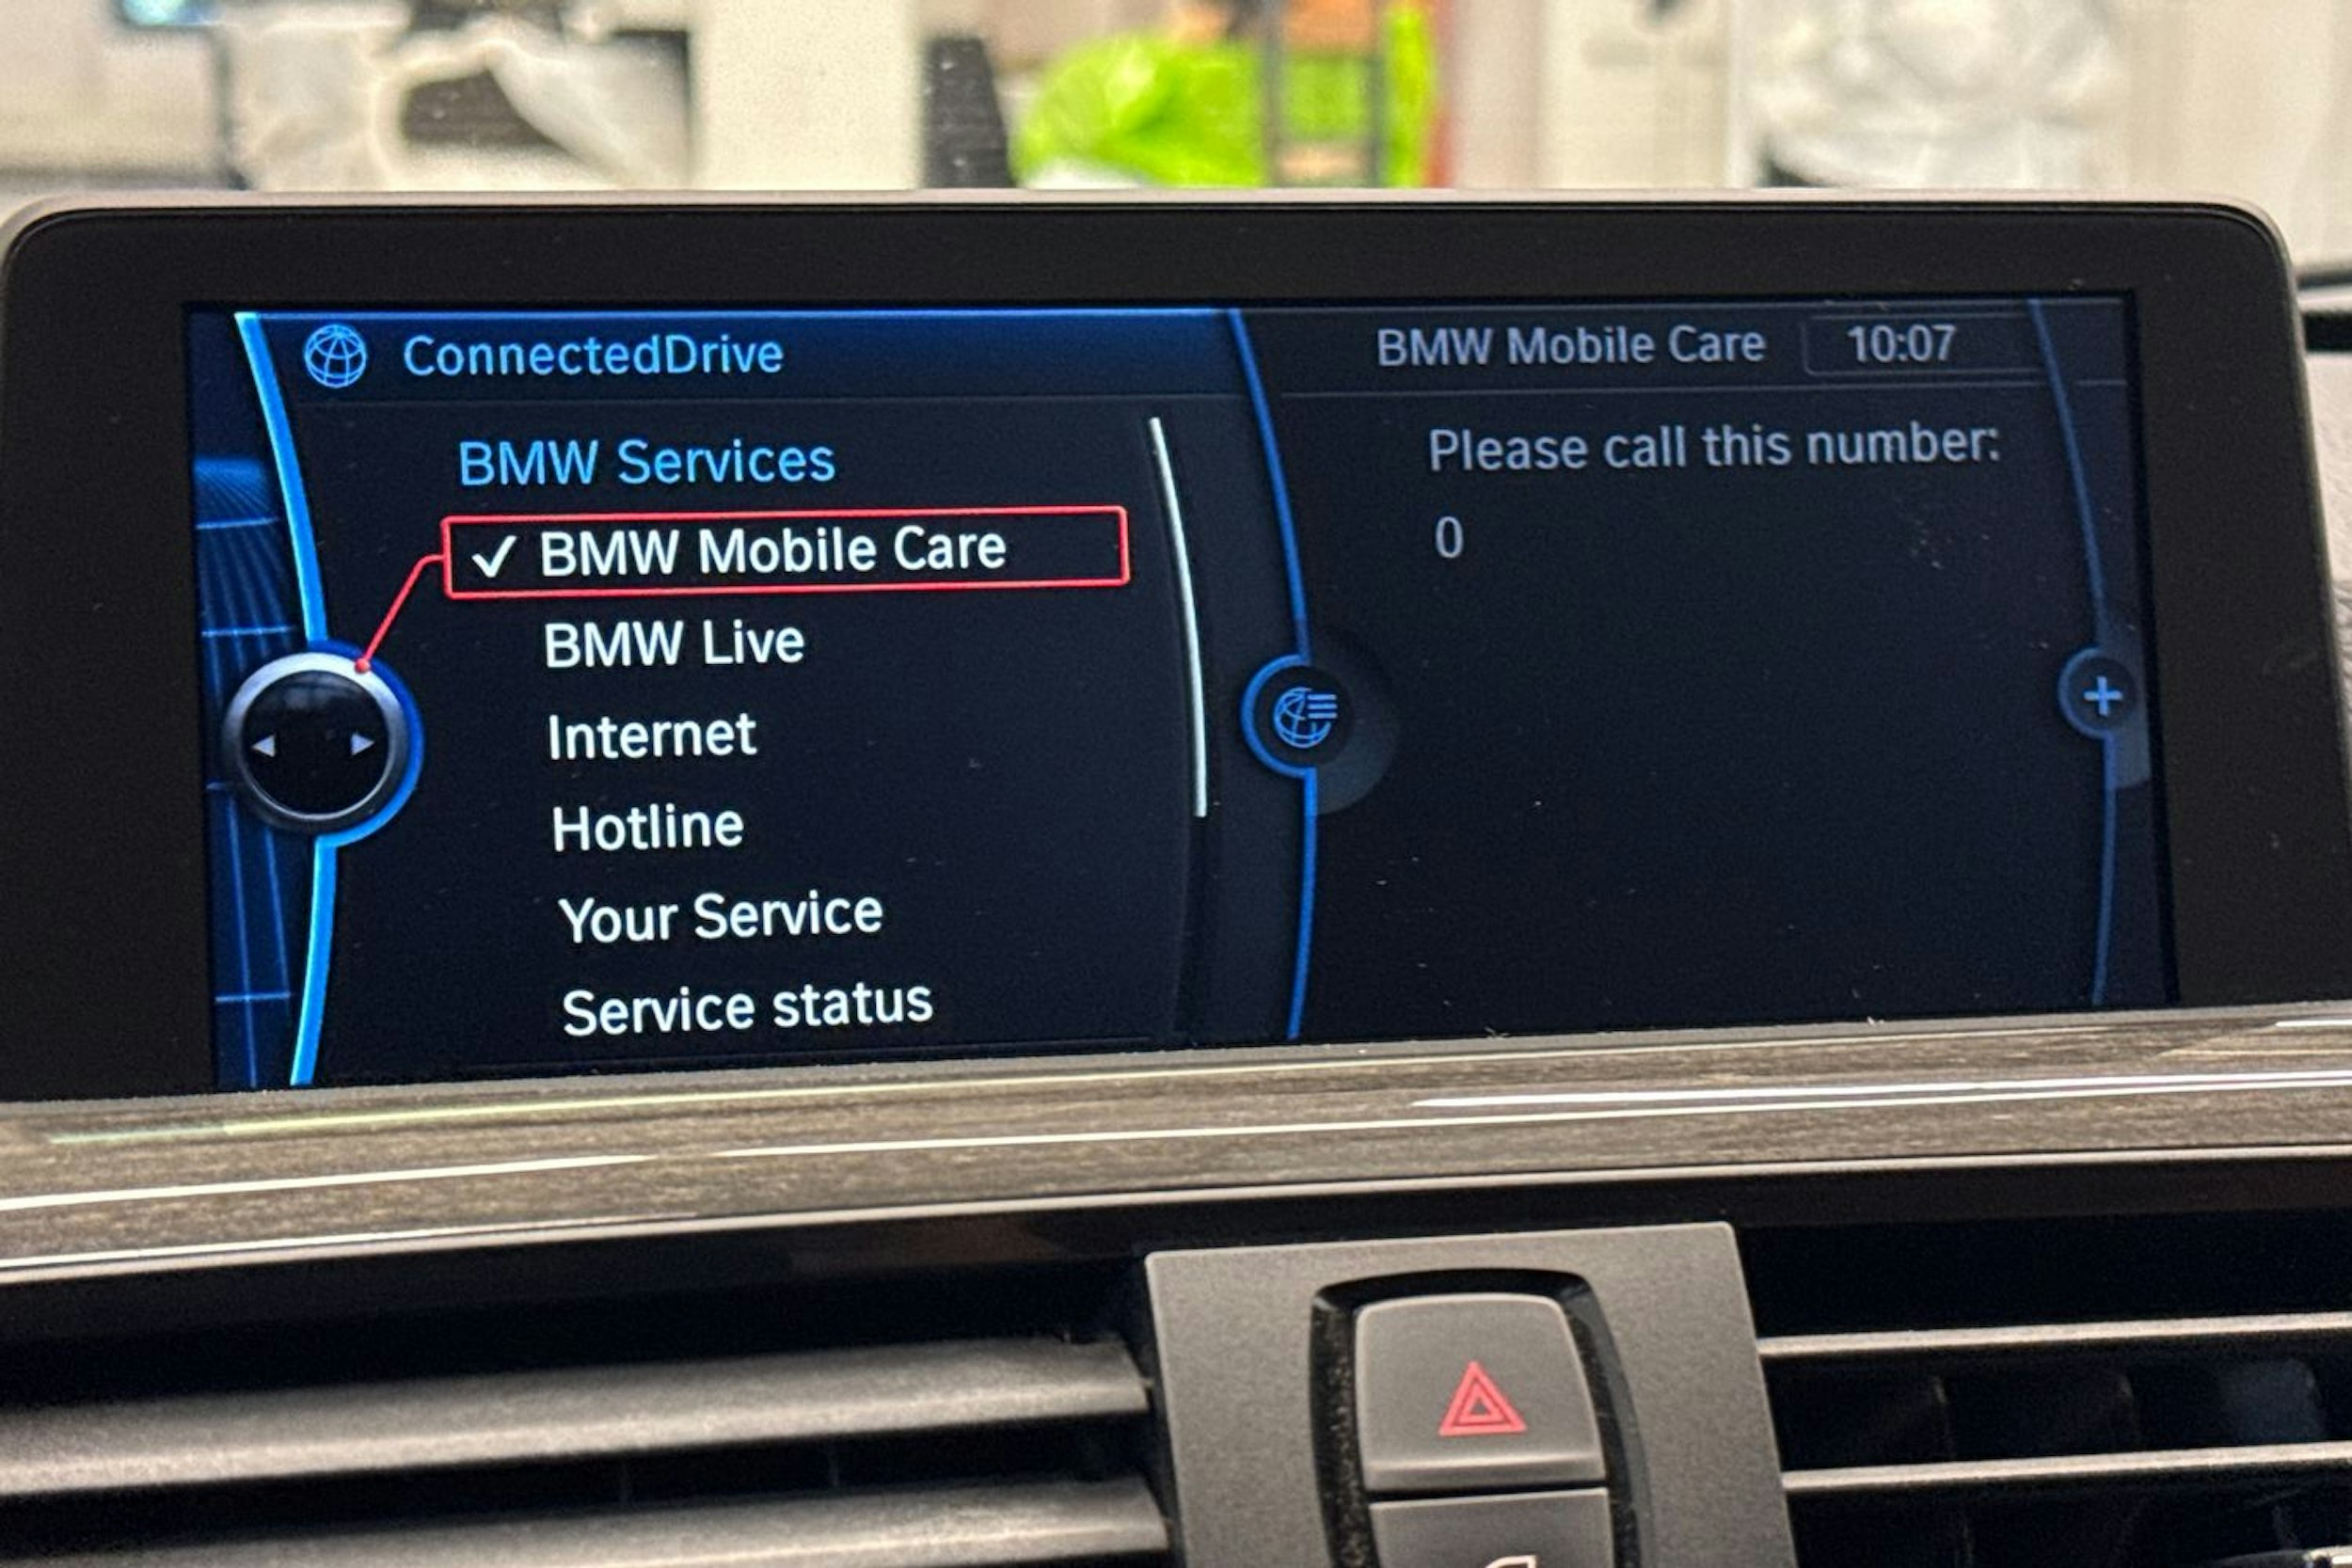 ConnectedDrive
BMW Services
✓ BMW Mobile Care
BMW Live
Internet
Hotline
Your Service
Service status
BMW Mobile Care 10:07
Please call this number:
0